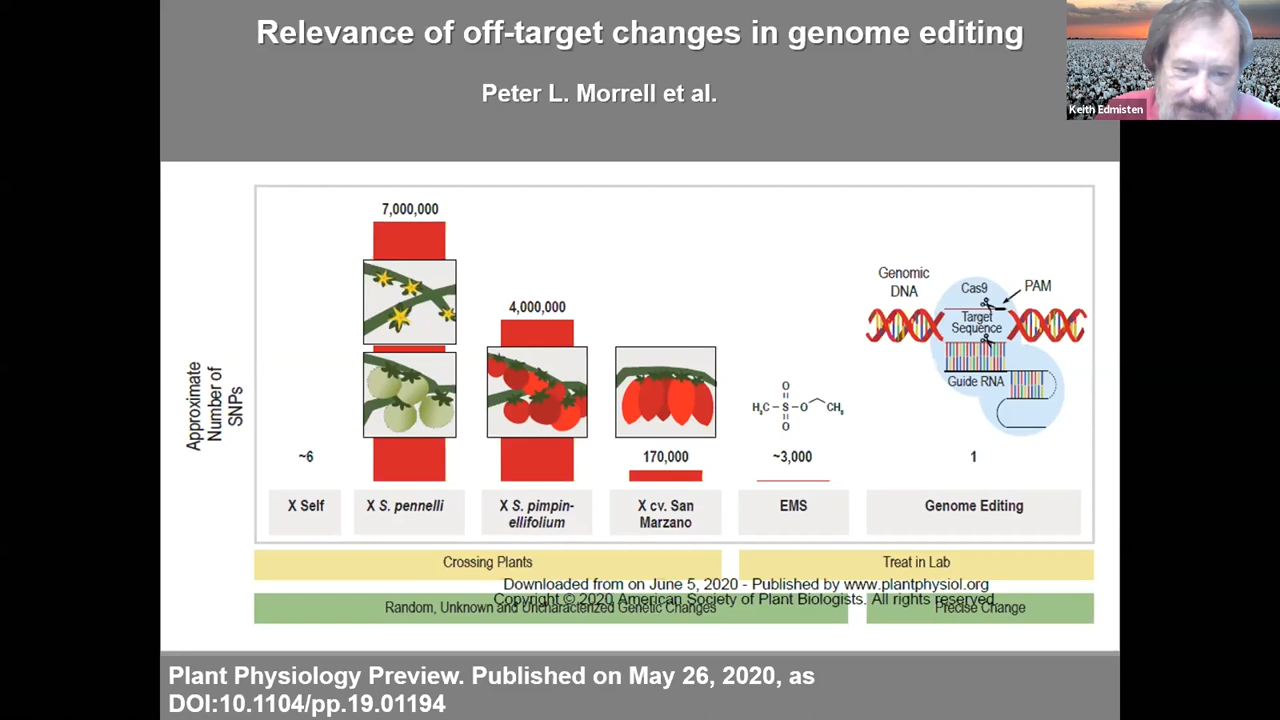 Relevance of off-target changes in genome editing
Peter L. Morrell et al.
Keith Edmisten
Approximate
Number of
SNPs
7,000,000
4,000,000
Genomic
DNA
Cas9
PAM
Target
Sequence
Guide RNA
O
H₃C-S-O CH₃
O
~6
170,000
~3,000
1
X Self
X S. pennelli
X S. pimpin-
ellifolium
X cv. San
Marzano
EMS
Genome Editing
Crossing Plants
Treat in Lab
Downloaded from on June 5, 2020 - Published by www.plantphysiol.org
Copyright © 2020 American Society of Plant Biologists. All rights reserved.
Random, Unknown and Uncharacterized Genetic Changes
Precise Change
Plant Physiology Preview. Published on May 26, 2020, as
DOI:10.1104/pp.19.01194